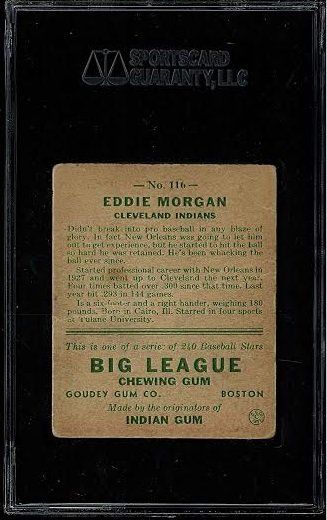 SPORTSCARD
GUARANTY, LLC
— No. 116 —
EDDIE MORGAN
CLEVELAND INDIANS
Didn't break into pro baseball in any blaze of
glory. In fact New Orleans was going to let him
out to get experience, but he started to hit the ball
so hard he was retained. He's been whacking the
ball ever since.
Started professional career with New Orleans in
1927 and went up to Cleveland the next year.
Four times batted over .300 since that time. Last
year hit .293 in 144 games.
Is a six footer and a right hander, weighing 180
pounds. Born in Cairo, Ill. Starred in four sports
at Tulane University.
This is one of a series of 240 Baseball Stars
BIG LEAGUE
CHEWING GUM
GOUDEY GUM CO. BOSTON
Made by the originators of
INDIAN GUM